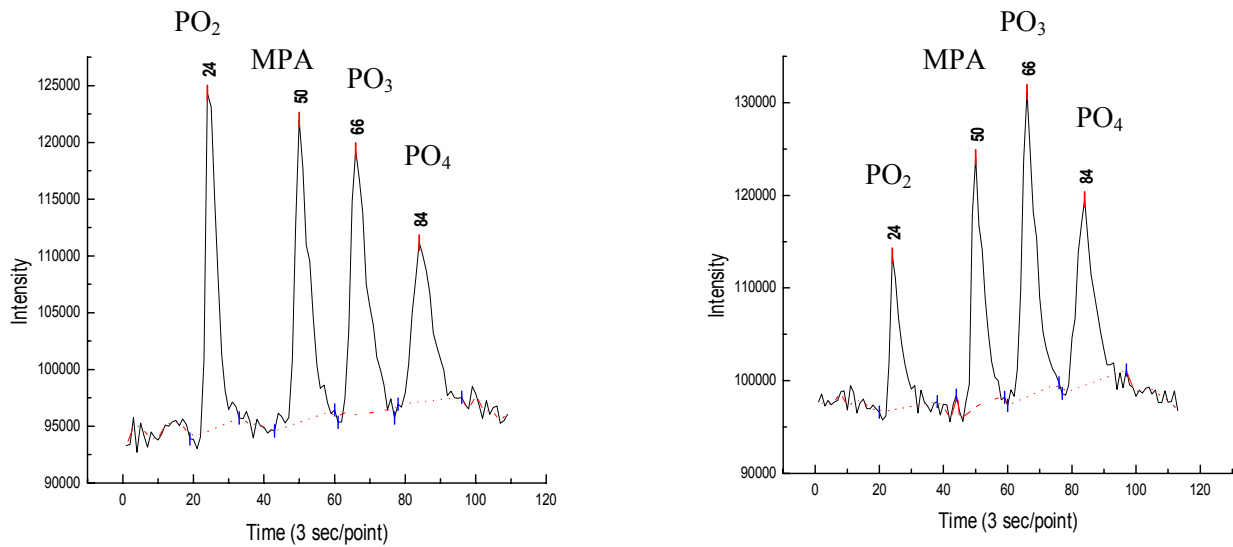 PO₂
24
MPA
50
PO₃
66
PO₄
84
125000
120000
115000
110000
105000
100000
95000
90000
Intensity
0 20 40 60 80 100 120
Time (3 sec/point)
PO₃
66
MPA
50
PO₄
84
PO₂
24
130000
120000
110000
100000
90000
Intensity
0 20 40 60 80 100 120
Time (3 sec/point)